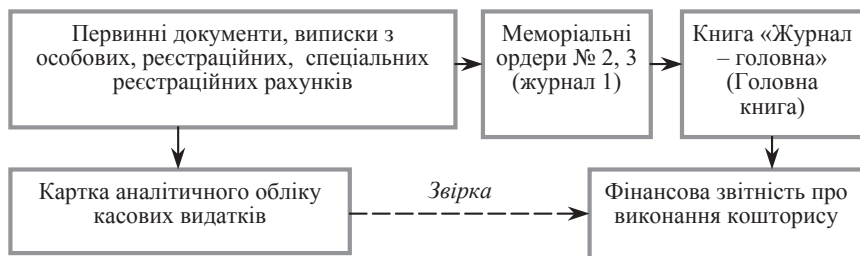 Первинні документи, виписки з
особових, реєстраційних, спеціальних
реєстраційних рахунків
Меморіальні
ордери № 2, 3
(журнал 1)
Книга «Журнал
– головна»
(Головна
книга)
Картка аналітичного обліку
касових видатків
Звірка
Фінансова звітність про
виконання кошторису